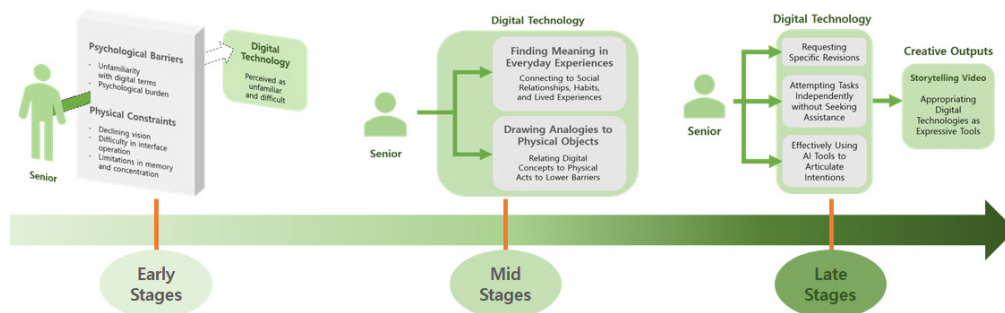 Psychological Barriers
- Unfamiliarity
with digital terms
- Psychological burden
Physical Constraints
- Declining vision
- Difficulty in interface
operation
- Limitations in memory
and concentration
Senior
Digital
Technology
Perceived as
unfamiliar
and difficult
Early
Stages
Digital Technology
Finding Meaning in
Everyday Experiences
Connecting to Social
Relationships, Habits,
and Lived Experiences
Drawing Analogies to
Physical Objects
Relating Digital
Concepts to Physical
Acts to Lower Barriers
Senior
Mid
Stages
Digital Technology
Requesting
Specific Revisions
Attempting Tasks
Independently
without Seeking
Assistance
Effectively Using
AI Tools to
Articulate
Intentions
Senior
Creative Outputs
Storytelling Video
Appropriating
Digital
Technologies as
Expressive Tools
Late
Stages